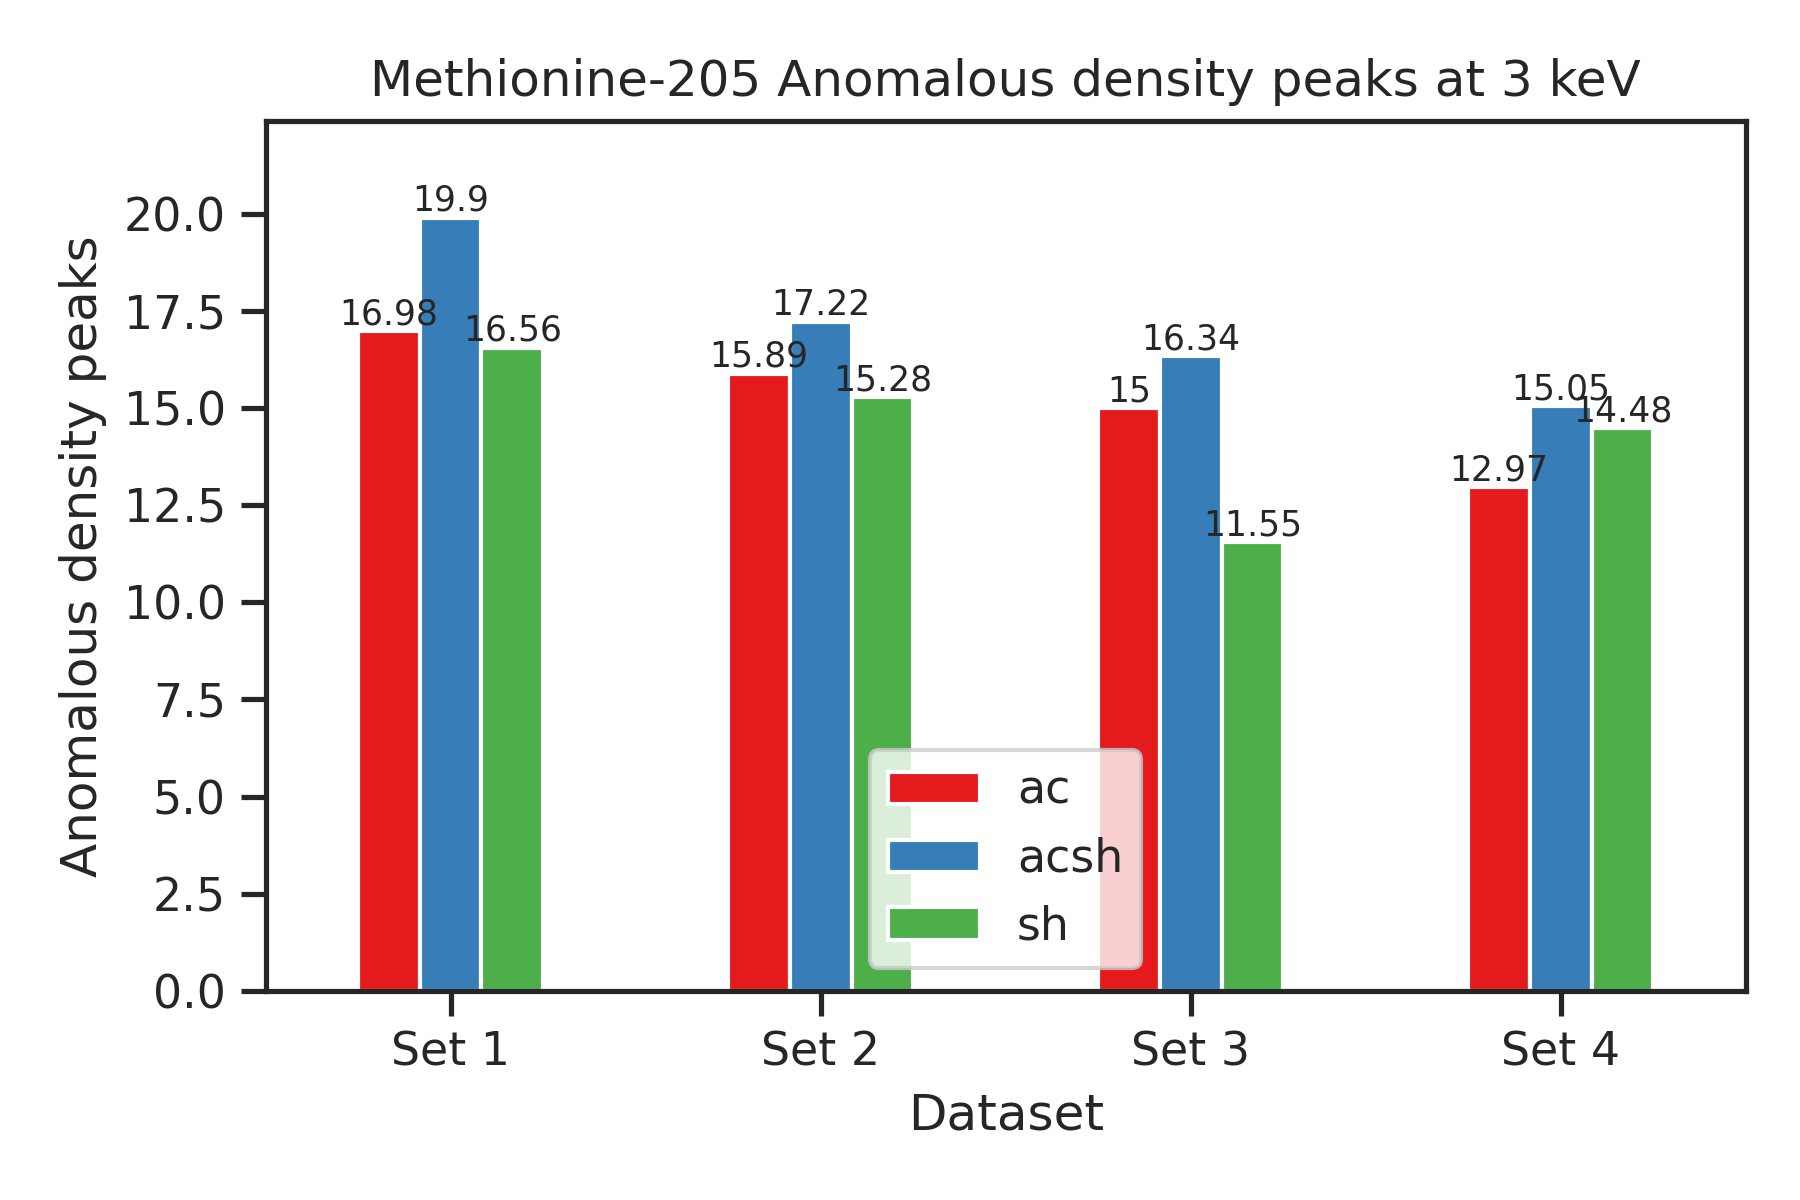 Methionine-205 Anomalous density peaks at 3 keV
Anomalous density peaks
20.0
17.5
15.0
12.5
10.0
7.5
5.0
2.5
0.0
16.98
19.9
16.56
15.89
17.22
15.28
15
16.34
11.55
12.97
15.05
14.48
ac
acsh
sh
Set 1
Set 2
Set 3
Set 4
Dataset